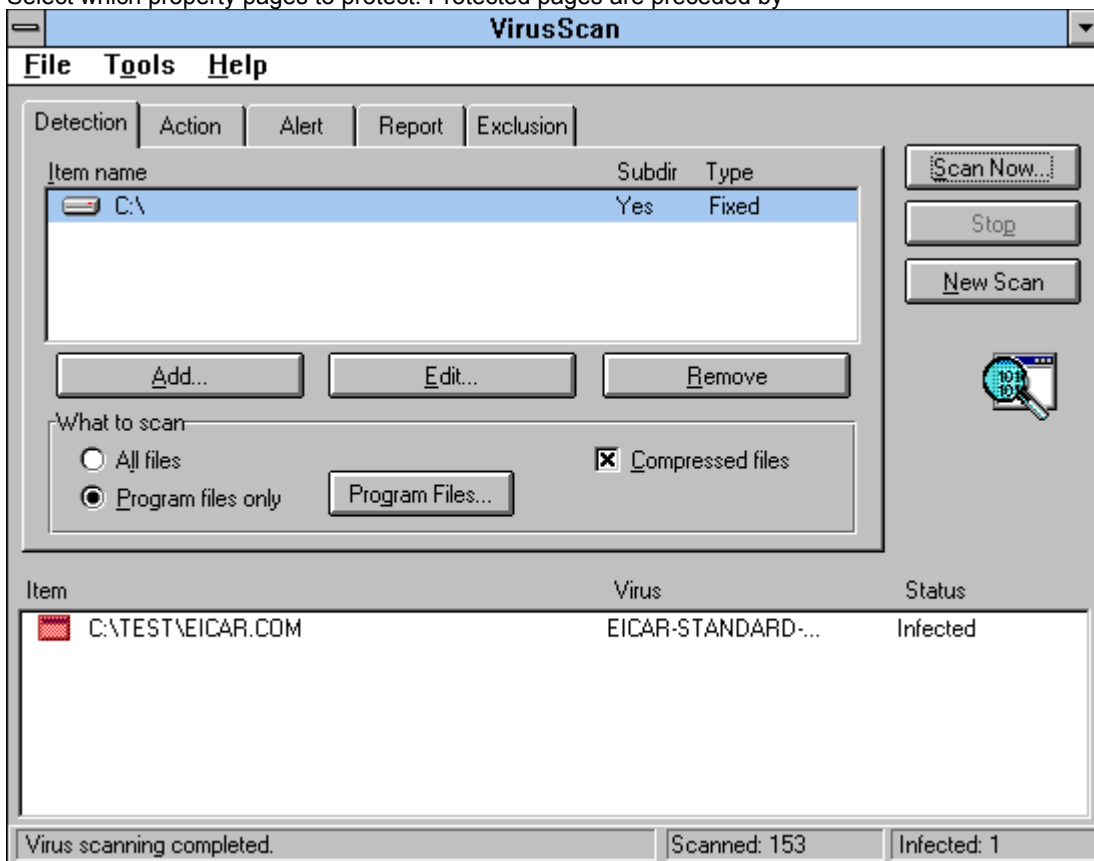 Select which property pages to protect. Protected pages are preceded by
VirusScan
File Tools Help
Detection Action Alert Report Exclusion
Item name Subdir Type
C:\ Yes Fixed
Scan Now...
Stop
New Scan
Add... Edit... Remove
What to scan
All files
Compressed files
Program files only
Program Files...
Item Virus Status
C:\TEST\EICAR.COM EICAR-STANDARD-... Infected
Virus scanning completed. Scanned: 153 Infected: 1